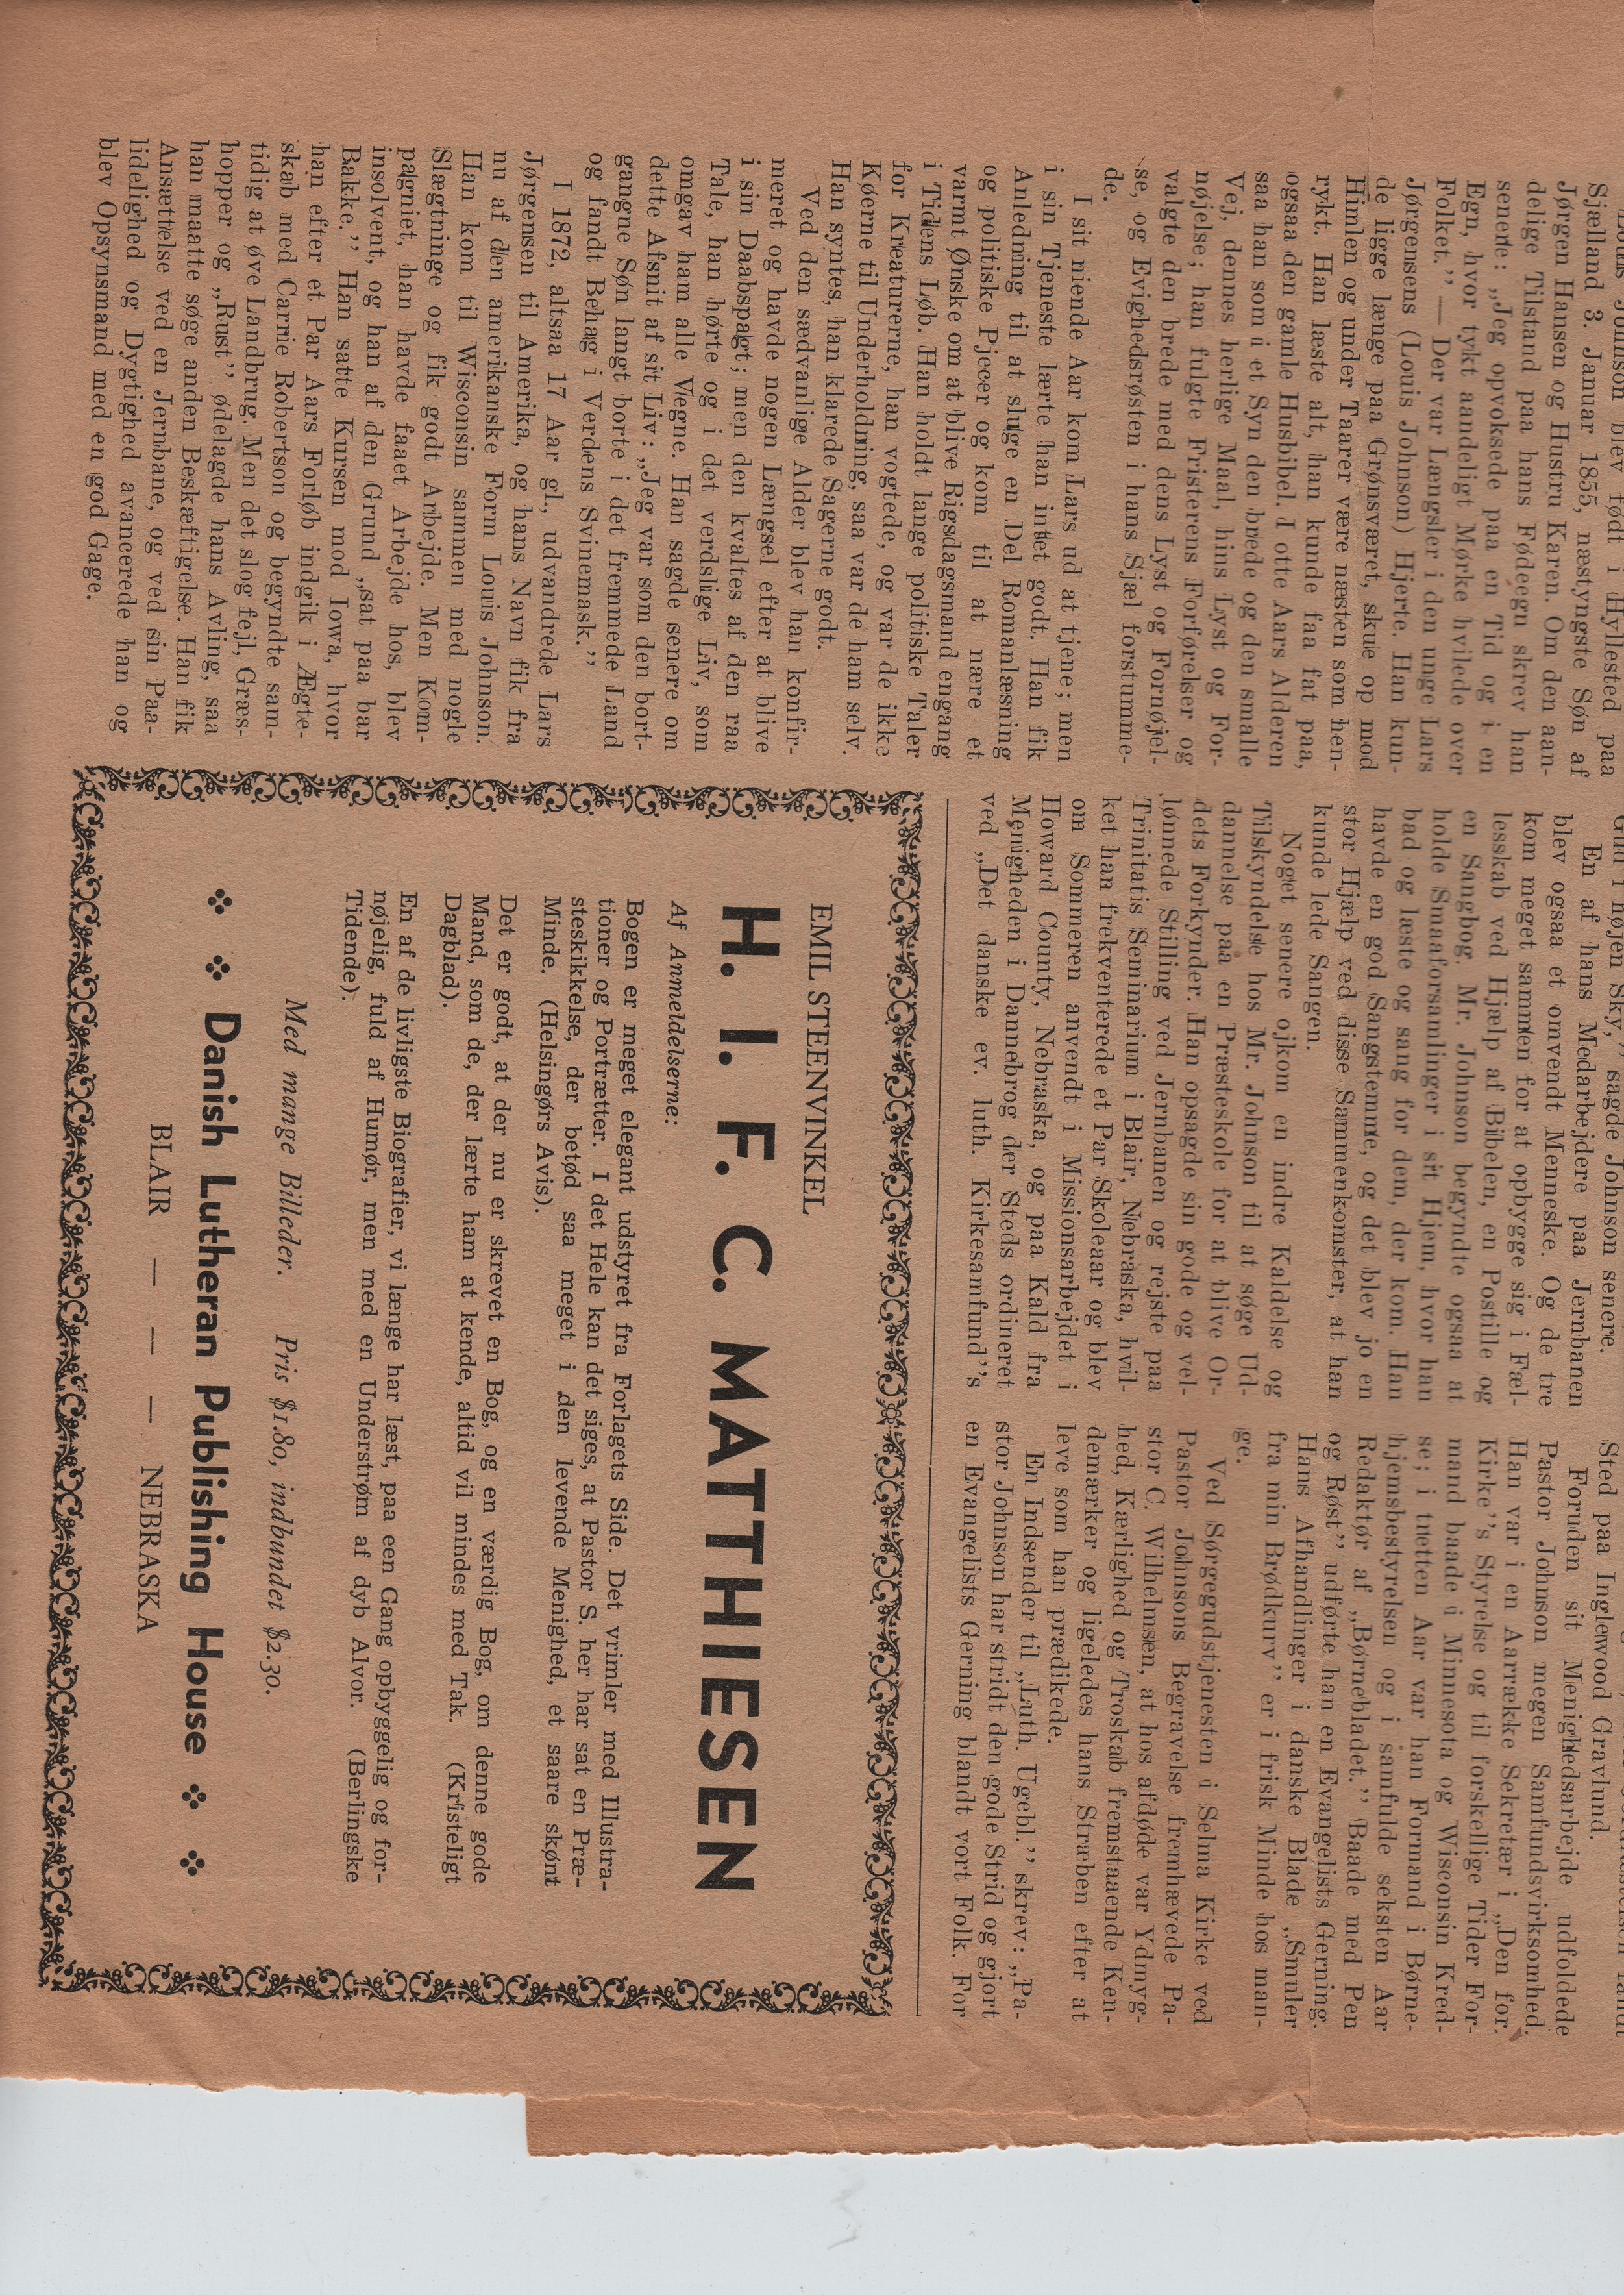 Sjælland 3. Januar 1855, næstyngste Søn af
Jørgen Hansen og Hustru Karen. Om den aan-
delige Tilstand paa hans Fødeegn skrev han
senere: „Jeg opvoksede paa en Tid og i en
Egn, hvor tykt aandeligt Mørke hvilede over
Folket.” — Der var Længsler i den unge Lars
Jørgensens (Louis Johnson) Hjerte. Han kun-
de ligge længe paa Grønsværet, skue op mod
Himlen og under Taarer være næsten som hen-
rykt. Han læste alt, han kunde faa fat paa,
ogsaa den gamle Husbibel. I otte Aars Alderen
saa han som i et Syn den brede og den smalle
Vej, dennes herlige Maal, hins Lyst og For-
nøjelse; han fulgte Fristerens Forførelser og
valgte den brede med dens Lyst og Fornøjel-
se, og Evighedsrøsten i hans Sjæl forstumme-
de.
I sit niende Aar kom Lars ud at tjene; men
i sin Tjeneste lærte han intet godt. Han fik
Anledning til at sluge en Del Romanlæsning
og politiske Pjecer og kom til at nære et
varmt Ønske om at blive Rigsdagsmand engang
i Tidens Løb. Han holdt lange politiske Taler
for Kreaturerne, han vogtede, og var de ikke
Køerne til Underholdning, saa var de ham selv.
Han syntes, han klarede Sagerne godt.
Ved den sædvanlige Alder blev han konfir-
meret og havde nogen Længsel efter at blive
i sin Daabspagt; men den kvaltes af den raa
Tale, han hørte og i det verdslige Liv, som
omgav ham alle Vegne. Han sagde senere om
dette Afsnit af sit Liv: „Jeg var som den bort-
gangne Søn langt borte i det fremmede Land
og fandt Behag i Verdens Svinemask.”
I 1872, altsaa 17 Aar gl., udvandrede Lars
Jørgensen til Amerika, og hans Navn fik fra
nu af den amerikanske Form Louis Johnson.
Han kom til Wisconsin sammen med nogle
Slægtninge og fik godt Arbejde. Men Kom-
pagniet, han havde faaet Arbejde hos, blev
insolvent, og han af den Grund „sat paa bar
Bakke.” Han satte Kursen mod Iowa, hvor
han efter et Par Aars Forløb indgik i Ægte-
skab med Carrie Robertson og begyndte sam-
tidig at øve Landbrug. Men det slog fejl, Græs-
hopper og „Rust” ødelagde hans Avling, saa
han maatte søge anden Beskæftigelse. Han fik
Ansættelse ved en Jernbane, og ved sin Paa-
lidelighed og Dygtighed avancerede han og
blev Opsynsmand med en god Gage.
Gud i højen Sky,” sagde Johnson senere.
En af hans Medarbejdere paa Jernbanen
blev ogsaa et omvendt Menneske. Og de tre
kom meget sammen for at opbygge sig i Fæl-
lesskab ved Hjælp af Bibelen, en Postille og
en Sangbog. Mr. Johnson begyndte ogsaa at
holde Smaaforsamlinger i sit Hjem, hvor han
bad og læste og sang for dem, der kom. Han
havde en god Sangstemme, og det blev jo en
stor Hjælp ved disse Sammenkomster, at han
kunde lede Sangen.
Noget senere ojkom en indre Kaldelse og
Tilskyndelse hos Mr. Johnson til at søge Ud-
dannelse paa en Præsteskole for at blive Or-
dets Forkynder. Han opsagde sin gode og vel-
lønnede Stilling ved Jernbanen og rejste paa
Trinitatis Seminarium i Blair, Nebraska, hvil-
ket han frekventerede et Par Skoleaar og blev
om Sommeren anvendt i Missionsarbejdet i
Howard County, Nebraska, og paa Kald fra
Menigheden i Dannebrog der Steds ordineret
ved „Det danske ev. luth. Kirkesamfund’s
Sted paa Inglewood Gravlund.
Foruden sit Menighedsarbejde udfoldede
Pastor Johnson megen Samfundsvirksomhed.
Han var i en Aarrække Sekretær i „Den for.
Kirke’’s Styrelse og til forskellige Tider For-
mand baade i Minnesota og Wisconsin Kred-
se; i tretten Aar var han Formand i Børne-
hjemsbestyrelsen og i samfulde seksten Aar
Redaktør af „Børnebladet.” Baade med Pen
og Røst” udførte han en Evangelists Gerning.
Hans Afhandlinger i danske Blade „Smuler
fra min Brødkurv” er i frisk Minde hos man-
ge.
Ved Sørgegudstjenesten i Selma Kirke ved
Pastor Johnsons Begravelse fremhævede Pa-
stor C. Wilhelmsen, at hos afdøde var Ydmyg-
hed, Kærlighed og Troskab fremstaaende Ken-
demærker og ligeledes hans Stræben efter at
leve som han prædikede.
En Indsender til „Luth. Ugebl.” skrev: „Pa-
stor Johnson har stridt den gode Strid og gjort
en Evangelists Gerning blandt vort Folk. For
EMIL STEENVINKEL
H. I. F. C. MATTHIESEN
Af Anmeldelserne:
Bogen er meget elegant udstyret fra Forlagets Side. Det vrimler med Illustra-
tioner og Portrætter. I det Hele kan det siges, at Pastor S. her har sat en Præ-
steskikkelse, der betød saa meget i den levende Menighed, et saare skønt
Minde. (Helsingørs Avis).
Det er godt, at der nu er skrevet en Bog, og en værdig Bog, om denne gode
Mand, som de, der lærte ham at kende, altid vil mindes med Tak. (Kristeligt
Dagblad).
En af de livligste Biografier, vi længe har læst, paa een Gang opbyggelig og for-
nøjelig, fuld af Humør, men med en Understrøm af dyb Alvor. (Berlingske
Tidende).
Med mange Billeder. Pris $1.80, indbundet $2.30.
Danish Lutheran Publishing House
BLAIR — — — NEBRASKA